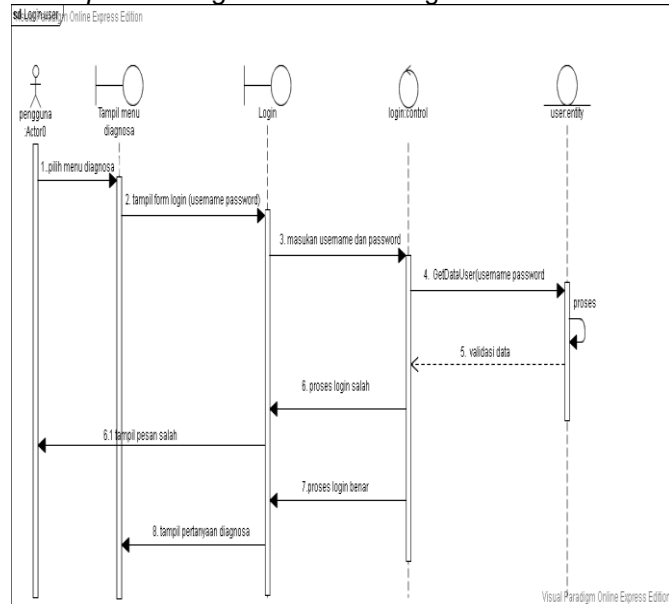 sd Login user
Visual Paradigm Online Express Edition
pengguna
:Actor0
Tampil menu
diagnosa
Login
login:control
user:entity
1. pilih menu diagnosa
2. tampil form login (username password)
3. masukan username dan password
4. GetDataUser(username password
proses
5. validasi data
6. proses login salah
6.1 tampil pesan salah
7.proses login benar
8. tampil pertanyaan diagnosa
Visual Paradigm Online Express Edition